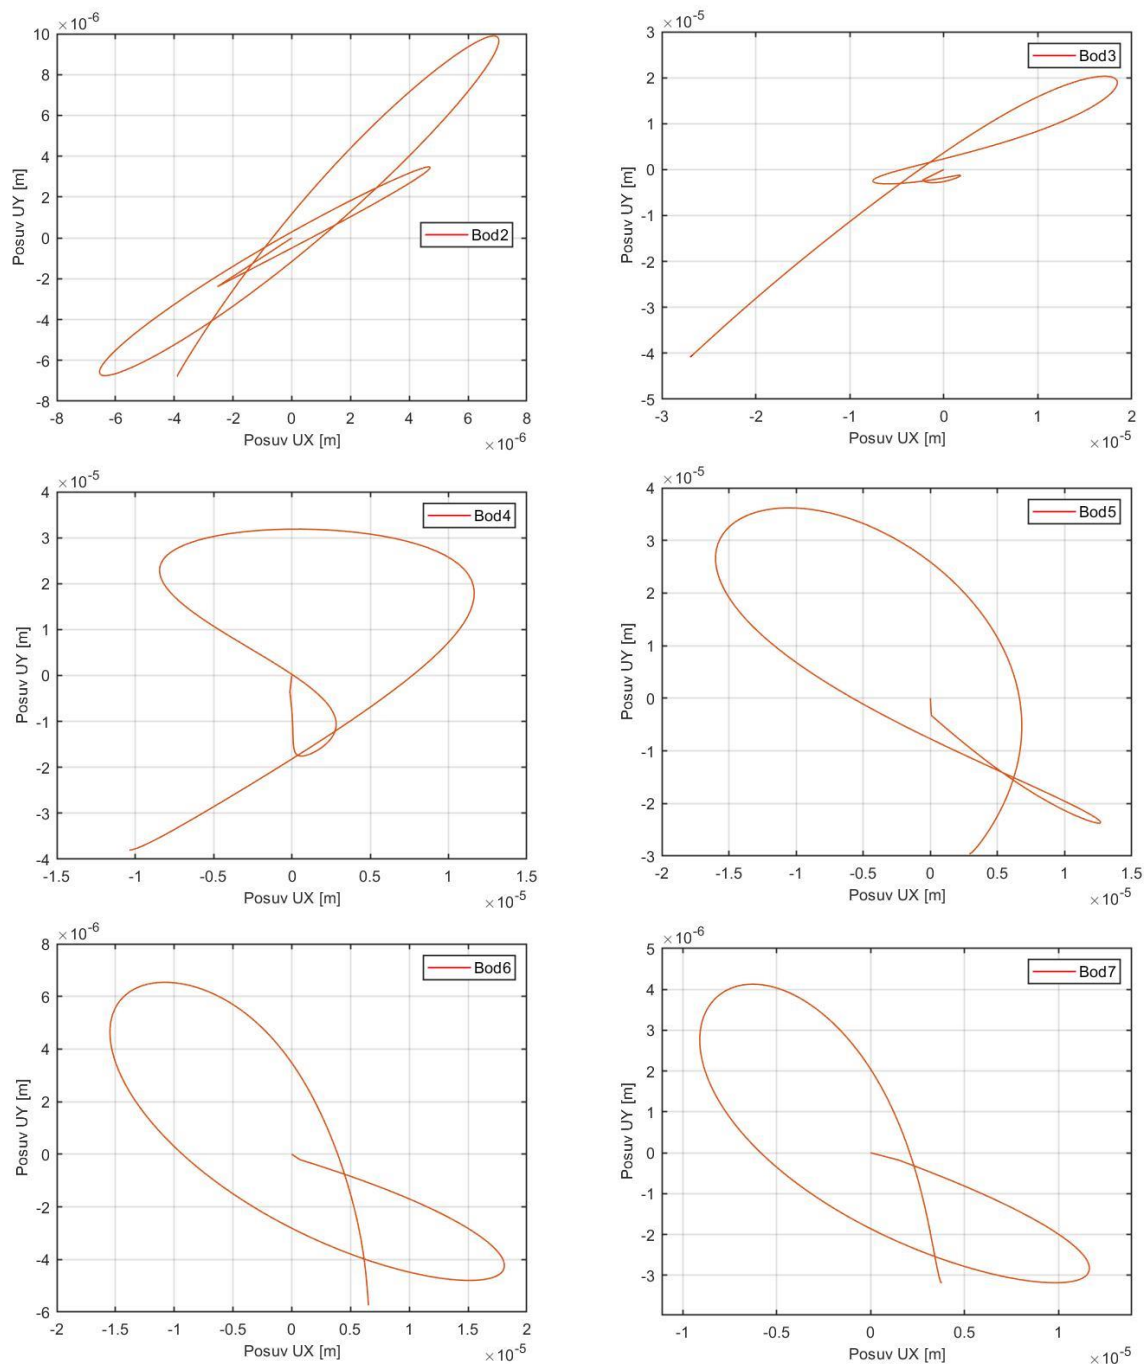 ×10⁻⁶
10
8
6
4
2
0
-2
-4
-6
-8
Posuv UY [m]
Bod2
-8 -6 -4 -2 0 2 4 6 8
Posuv UX [m]
×10⁻⁶
×10⁻⁵
3
2
1
0
-1
-2
-3
-4
-5
Posuv UY [m]
Bod3
-3 -2 -1 0 1 2
Posuv UX [m]
×10⁻⁵
×10⁻⁵
4
3
2
1
0
-1
-2
-3
-4
Posuv UY [m]
Bod4
-1.5 -1 -0.5 0 0.5 1 1.5
Posuv UX [m]
×10⁻⁵
×10⁻⁵
4
3
2
1
0
-1
-2
-3
Posuv UY [m]
Bod5
-2 -1.5 -1 -0.5 0 0.5 1 1.5
Posuv UX [m]
×10⁻⁵
×10⁻⁶
8
6
4
2
0
-2
-4
-6
Posuv UY [m]
Bod6
-2 -1.5 -1 -0.5 0 0.5 1 1.5 2
Posuv UX [m]
×10⁻⁵
×10⁻⁶
5
4
3
2
1
0
-1
-2
-3
Posuv UY [m]
Bod7
-1 -0.5 0 0.5 1
Posuv UX [m]
×10⁻⁵